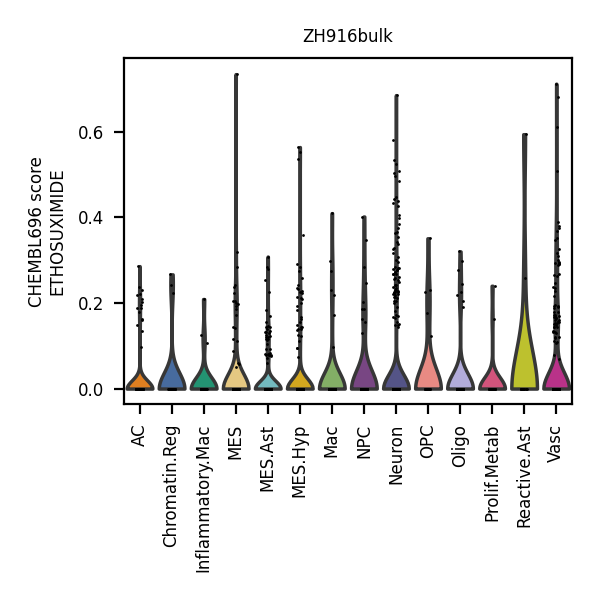 ZH916bulk
CHEMBL696 score
ETHOSUXIMIDE
0.6
0.4
0.2
0.0
AC
Chromatin.Reg
Inflammatory.Mac
MES
MES.Ast
MES.Hyp
Mac
NPC
Neuron
OPC
Oligo
Prolif.Metab
Reactive.Ast
Vasc